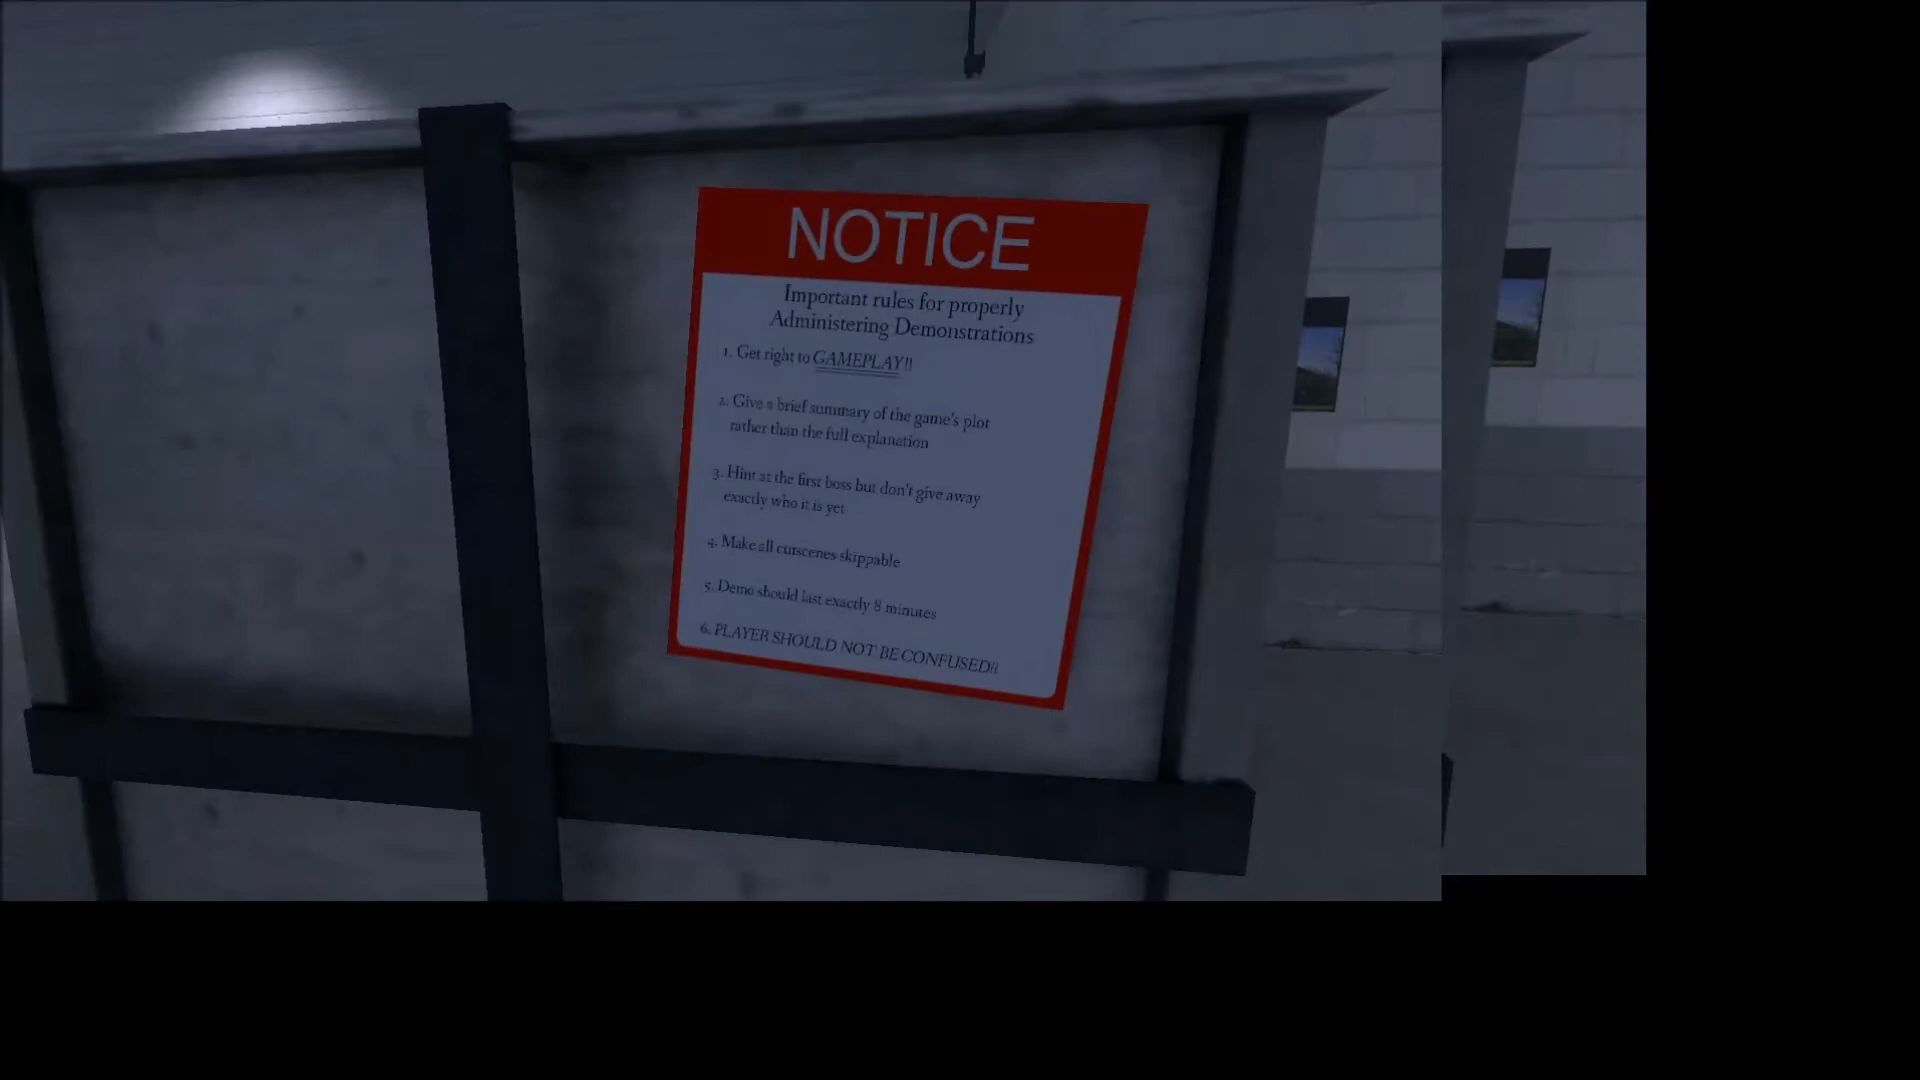 NOTICE
Important rules for properly
Administering Demonstrations
1. Get right to GAMEPLAY!!
2. Give a brief summary of the game's plot
rather than the full explanation
3. Hint at the first boss but don't give away
exactly who it is yet
4. Make all cutscenes skippable
5. Demo should last exactly 8 minutes
6. PLAYER SHOULD NOT BE CONFUSED!!